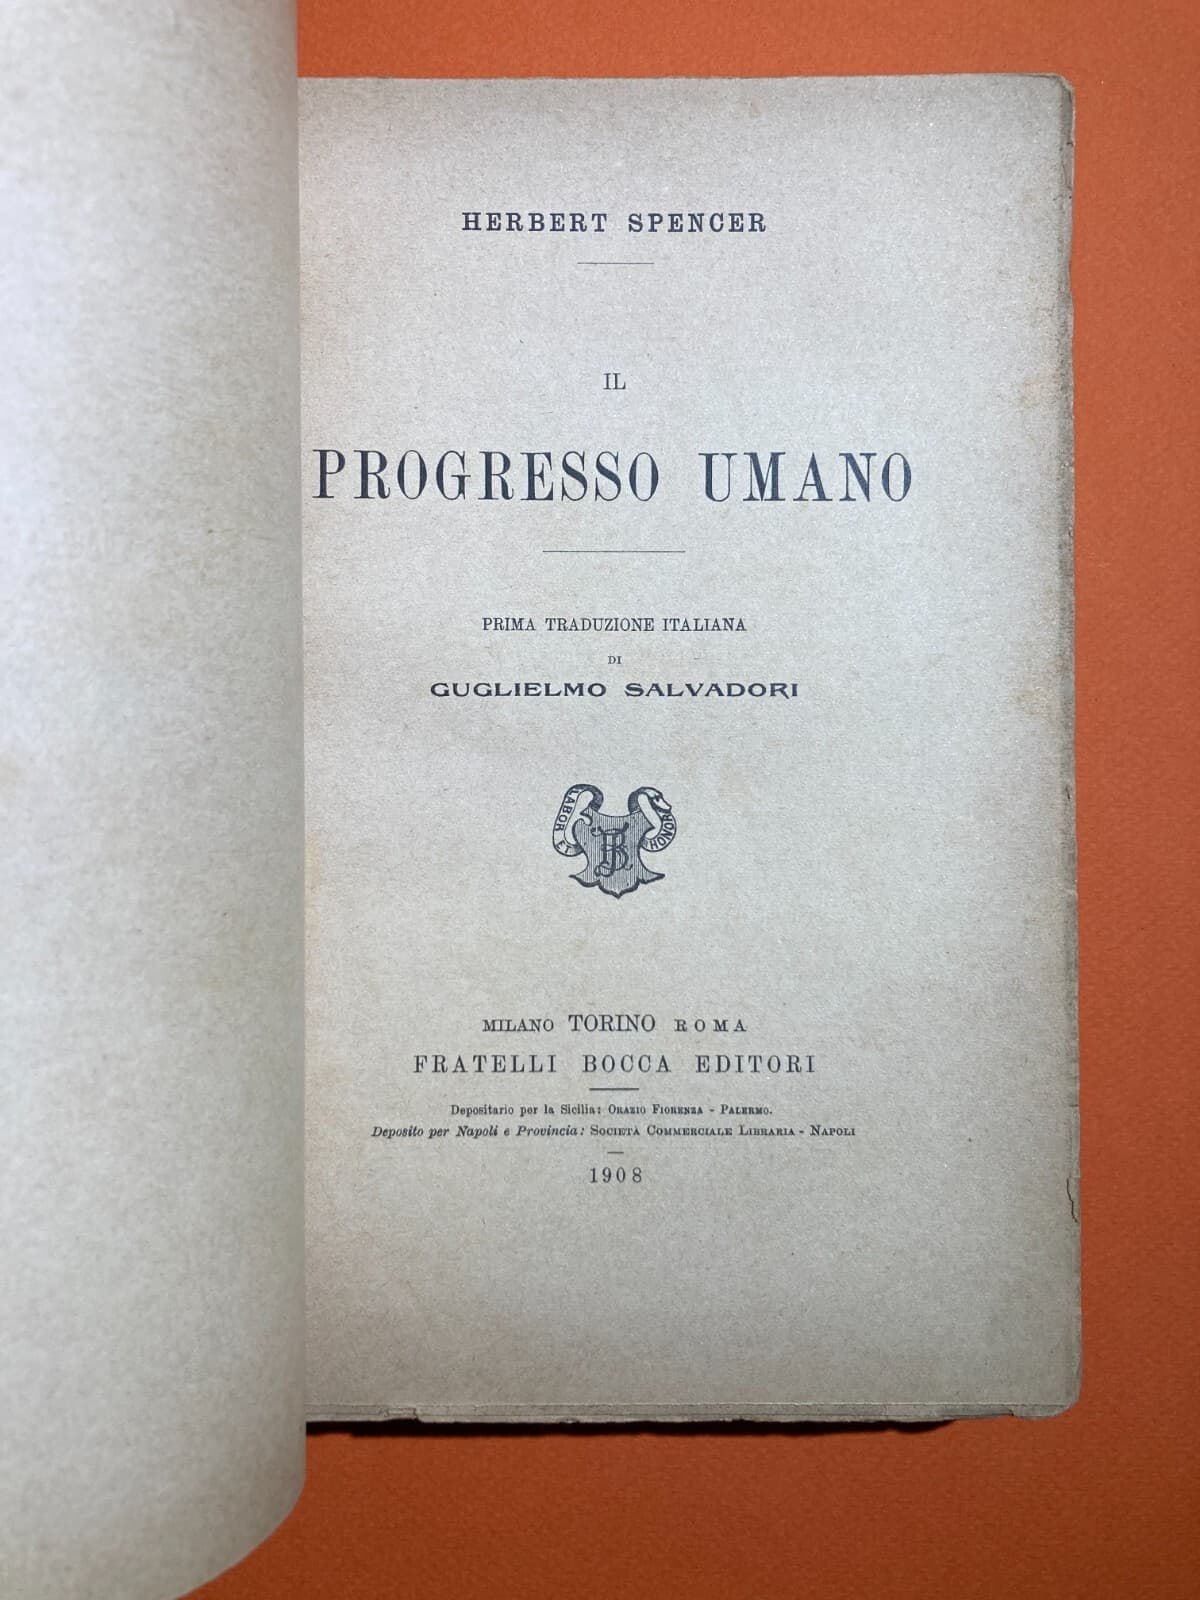 HERBERT SPENCER
IL
PROGRESSO UMANO
PRIMA TRADUZIONE ITALIANA
DI
GUGLIELMO SALVADORI
LABOR ET HONOR
FB
MILANO TORINO ROMA
FRATELLI BOCCA EDITORI
Depositario per la Sicilia: ORAZIO FIORENZA - PALERMO.
Deposito per Napoli e Provincia: SOCIETÀ COMMERCIALE LIBRARIA - NAPOLI
1908